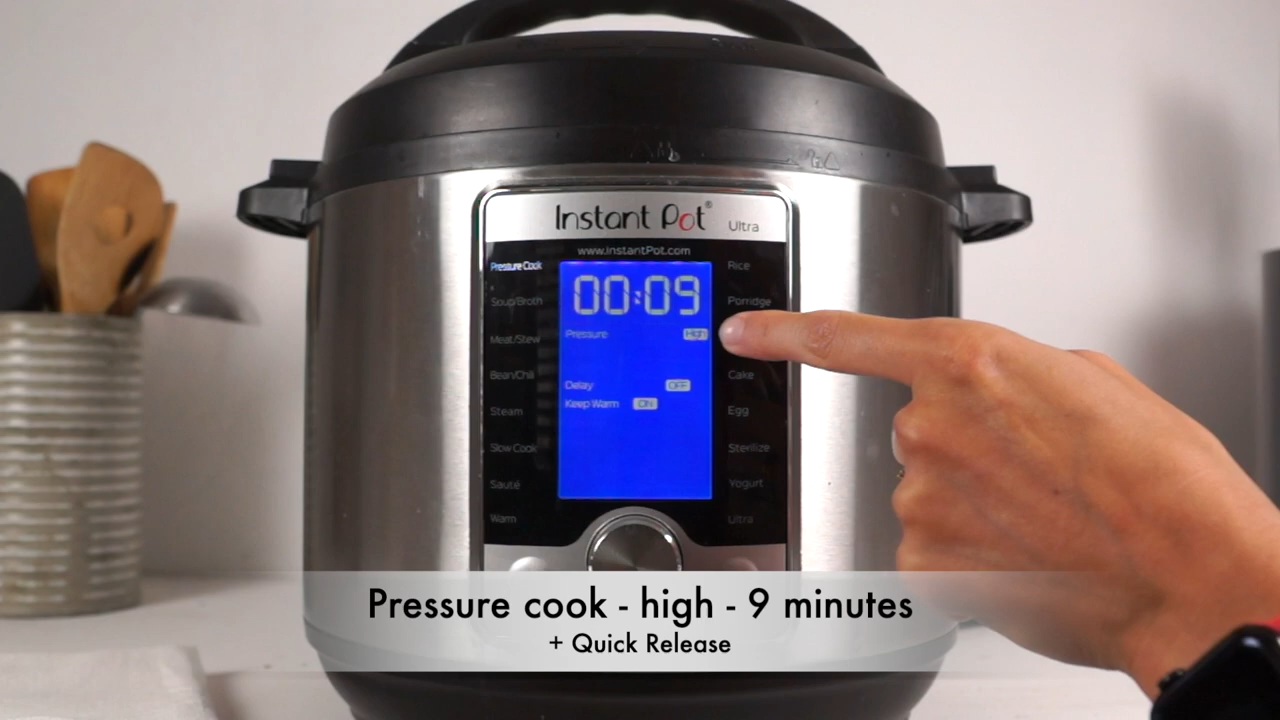 Instant Pot® Ultra
www.InstantPot.com
Pressure Cook
Soup/Broth
Meat/Stew
Bean/Chili
Steam
Slow Cook
Sauté
Warm
00:09
Pressure High
Delay OFF
Keep Warm ON
Rice
Porridge
Cake
Egg
Sterilize
Yogurt
Ultra
Pressure cook - high - 9 minutes
+ Quick Release